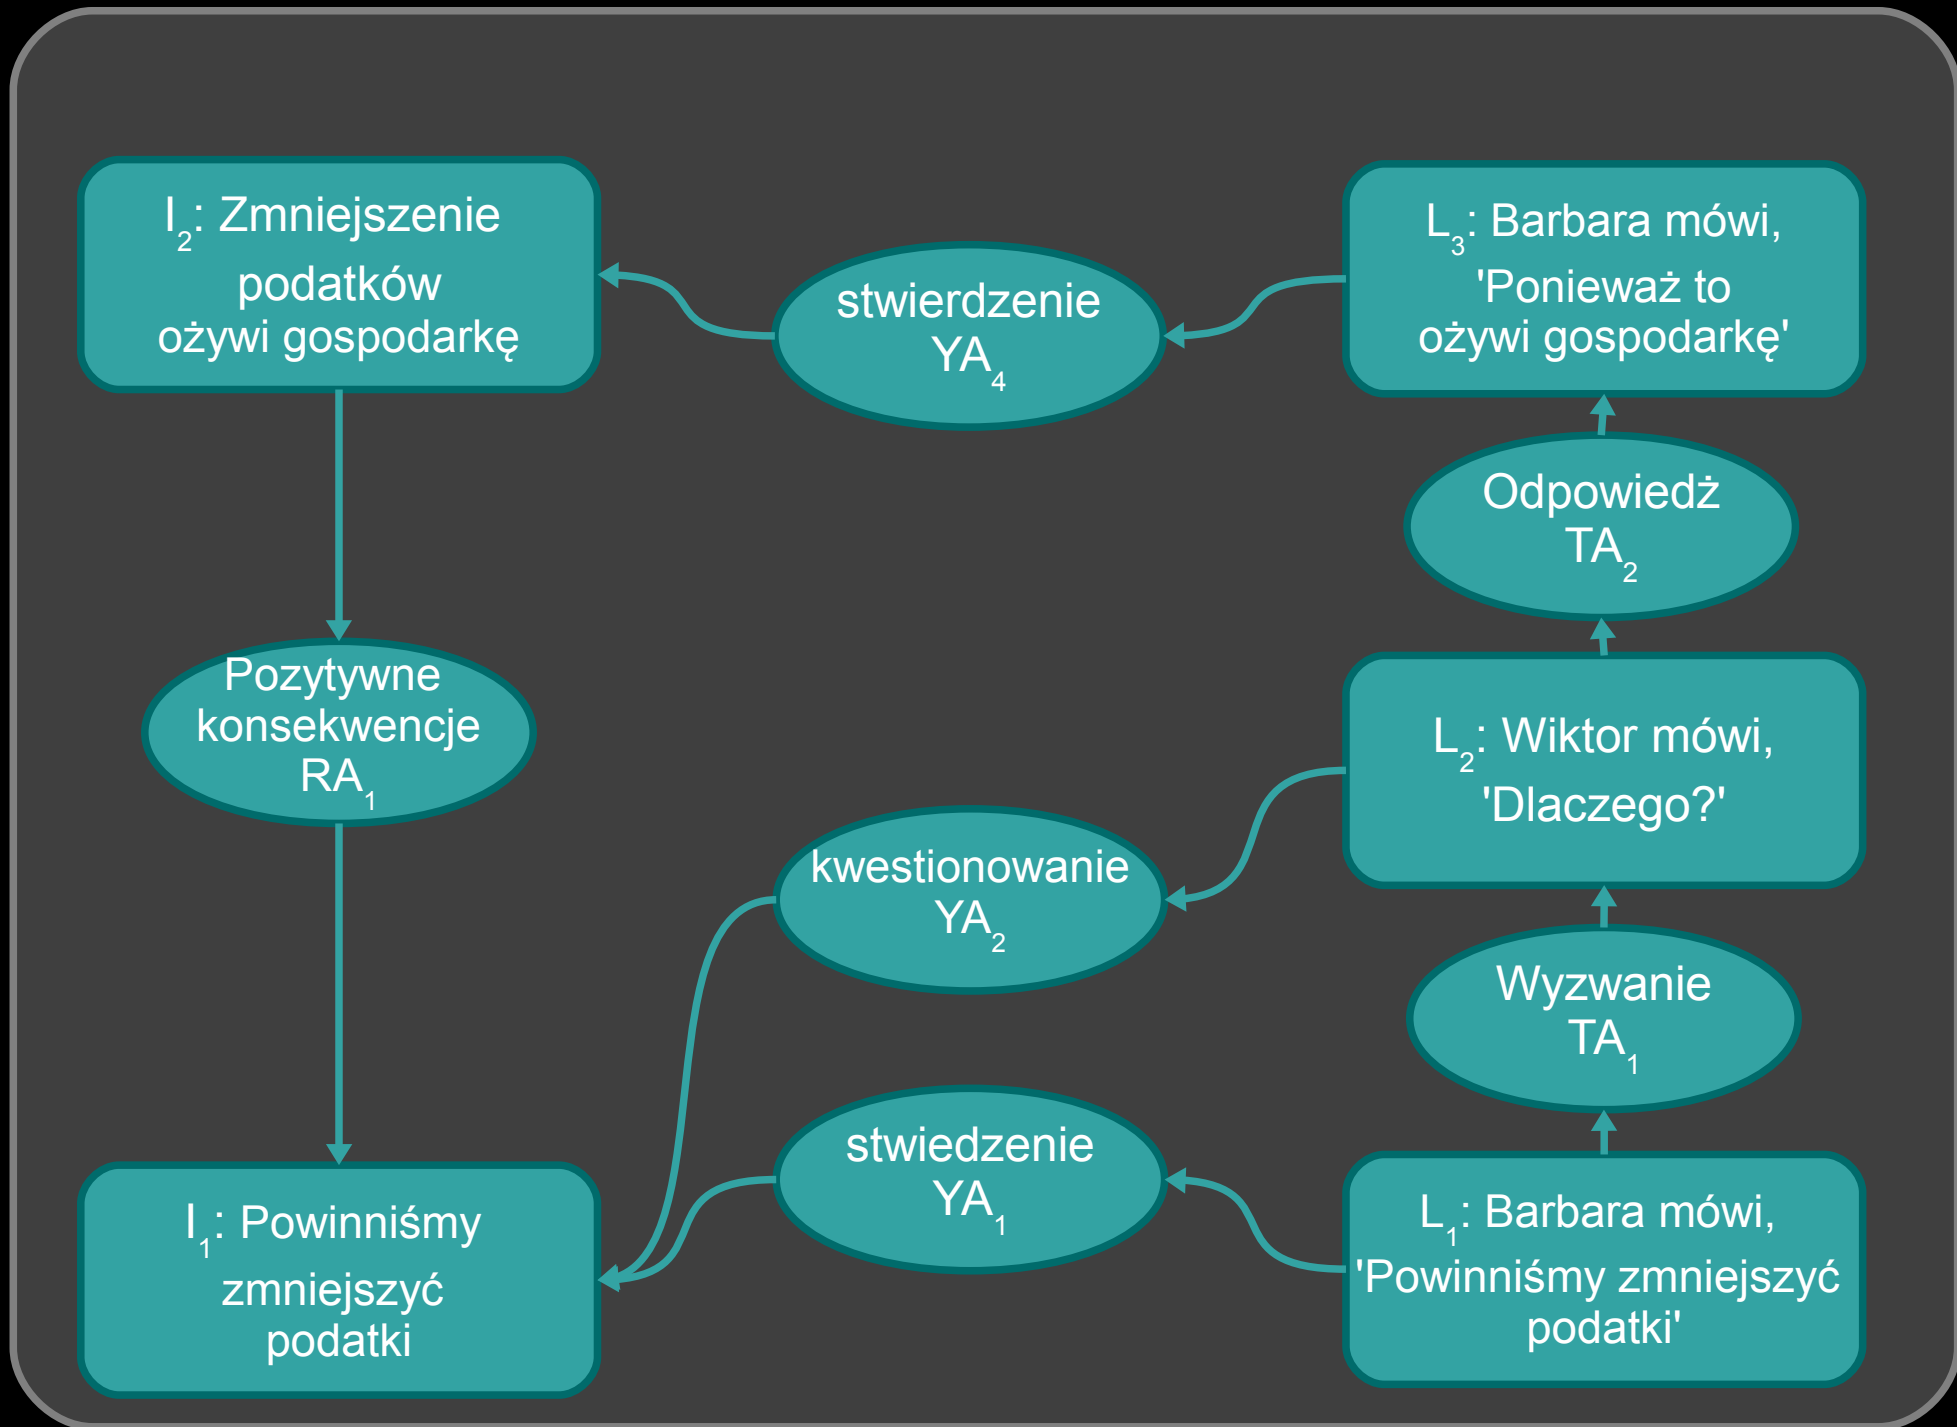 I₂: Zmniejszenie
podatków
ożywi gospodarkę
stwierdzenie
YA₄
L₃: Barbara mówi,
'Ponieważ to
ożywi gospodarkę'
Odpowiedż
TA₂
Pozytywne
konsekwencje
RA₁
L₂: Wiktor mówi,
'Dlaczego?'
kwestionowanie
YA₂
Wyzwanie
TA₁
stwiedzenie
YA₁
I₁: Powinniśmy
zmniejszyć
podatki
L₁: Barbara mówi,
'Powinniśmy zmniejszyć
podatki'